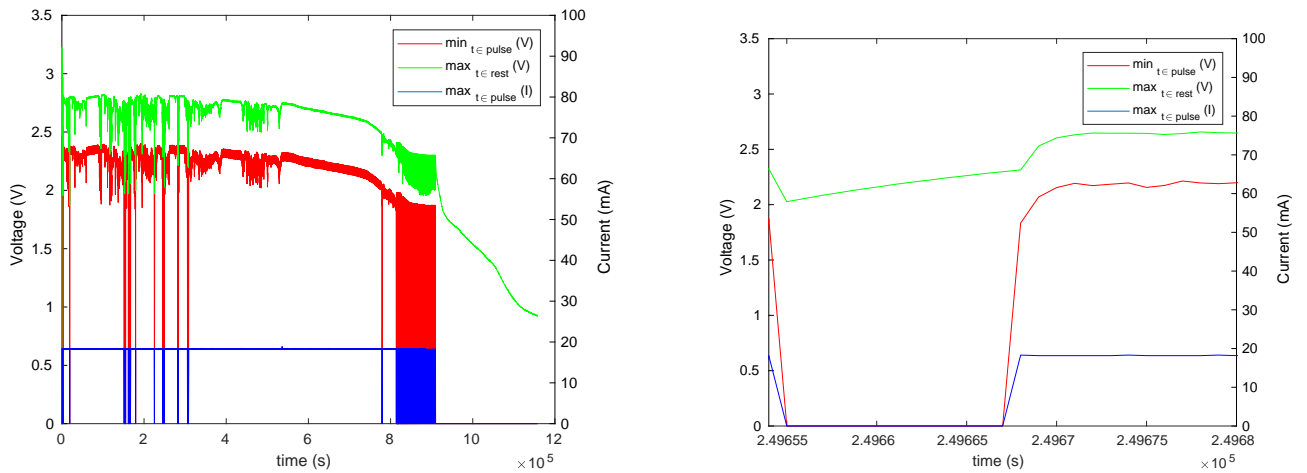 3.5
3
2.5
2
1.5
1
0.5
0
Voltage (V)
100
90
80
70
60
50
40
30
20
10
0
Current (mA)
min t∈ pulse (V)
max t∈ rest (V)
max t∈ pulse (I)
0 2 4 6 8 10 12
time (s)
×10^5
3.5
3
2.5
2
1.5
1
0.5
0
Voltage (V)
100
90
80
70
60
50
40
30
20
10
0
Current (mA)
min t∈ pulse (V)
max t∈ rest (V)
max t∈ pulse (I)
2.49655 2.4966 2.49665 2.4967 2.49675 2.4968
time (s)
×10^5